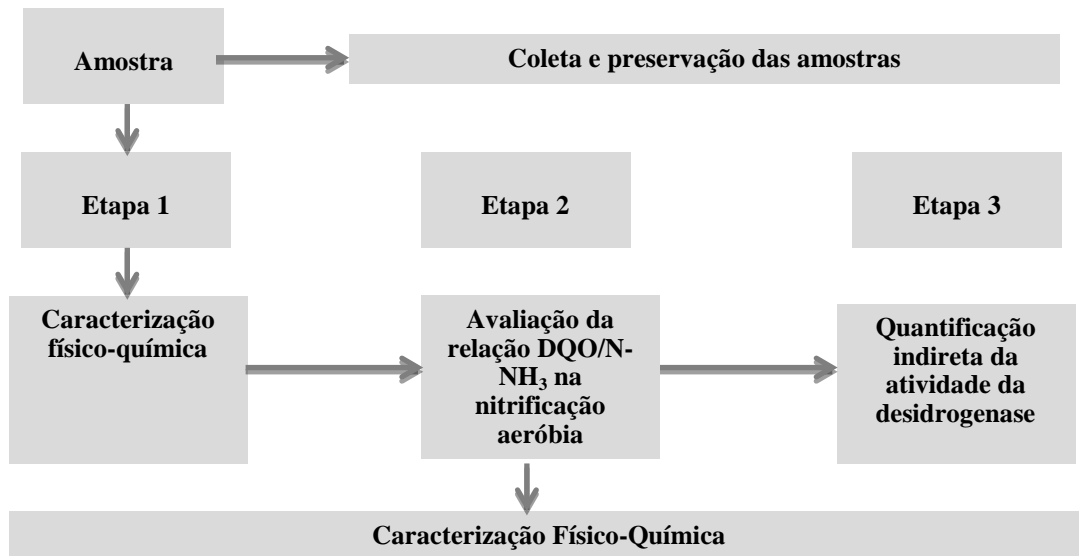 Amostra
Coleta e preservação das amostras
Etapa 1
Etapa 2
Etapa 3
Caracterização
físico-química
Avaliação da
relação DQO/N-
NH₃ na
nitrificação
aeróbia
Quantificação
indireta da
atividade da
desidrogenase
Caracterização Físico-Química